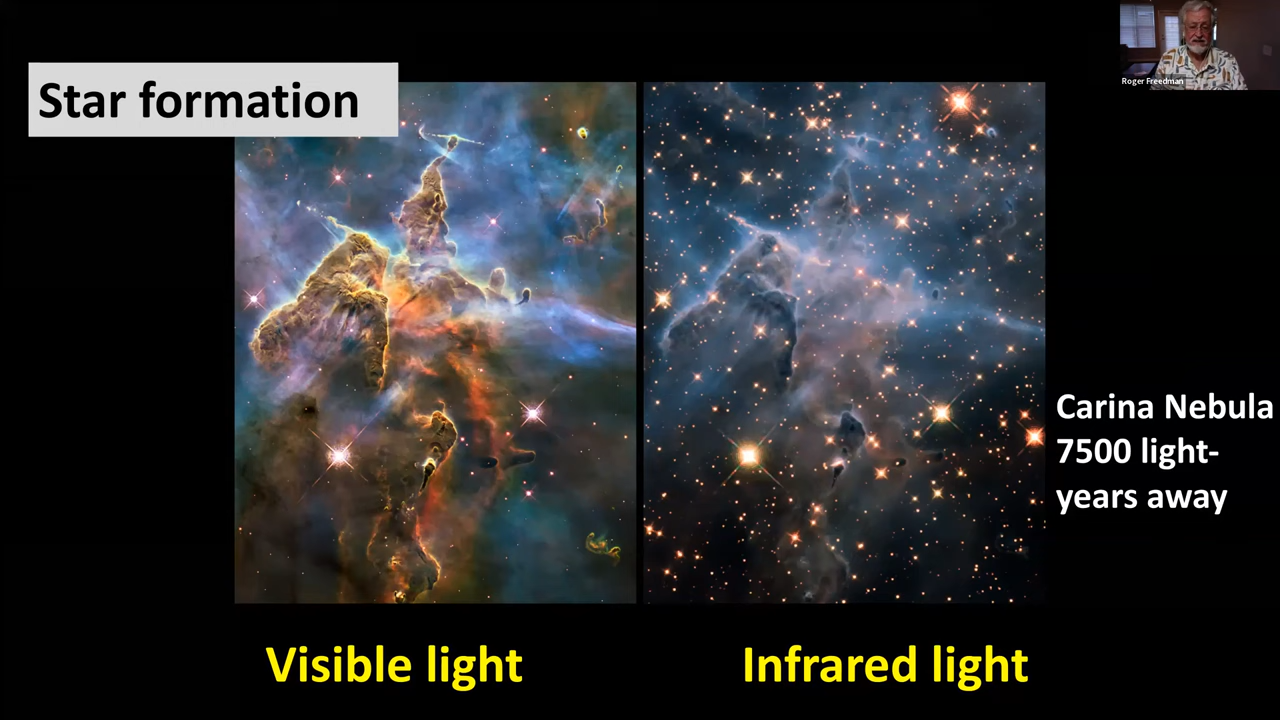 Star formation
Roger Freedman
Carina Nebula
7500 light-
years away
Visible light
Infrared light